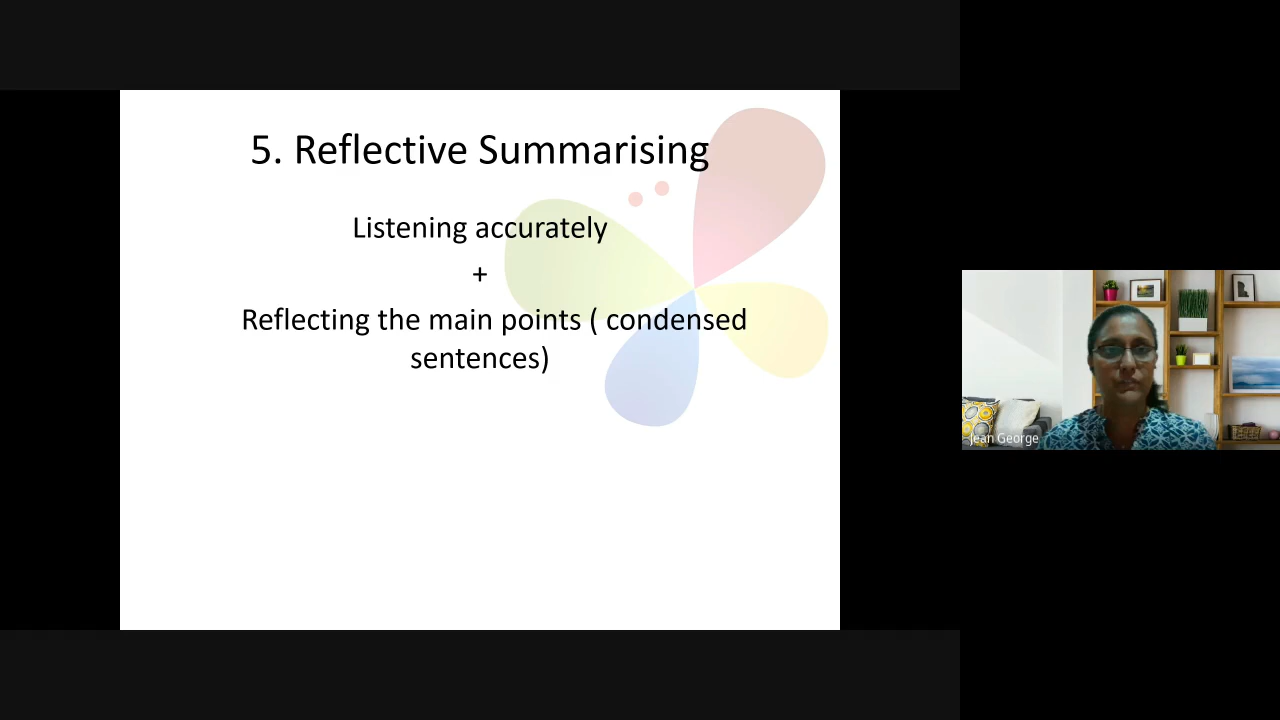 5. Reflective Summarising
Listening accurately
+
Reflecting the main points ( condensed
sentences)
Jean George